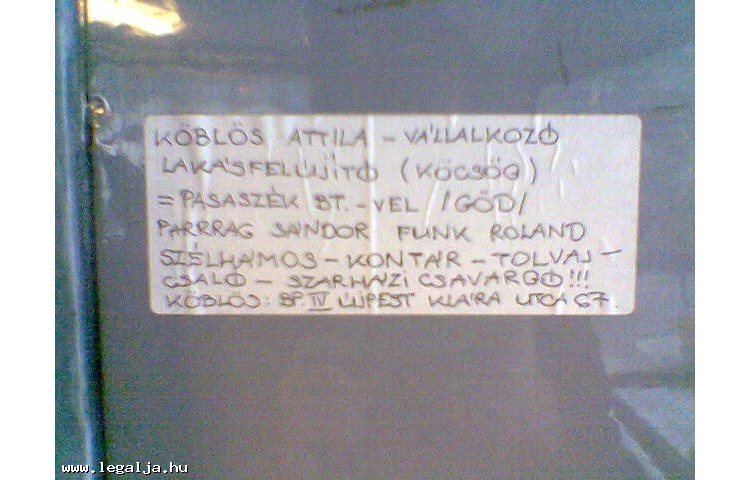 KÖBLÖS ATTILA - VÁLLALKOZÓ
LAKÁSFELÚJÍTÓ (KÖCSÖG)
= PASASZÉK BT. - VEL /GÖD/
PARRRAG SÁNDOR FUNK ROLAND
SZÉLHÁMOS - KONTÁR - TOLVAJ -
CSALÓ - SZARHÁZI CSAVARGÓ!!!
KÖBLÖS: BP. IV ÚJPEST KLÁRA UTCA 67.
www.legalja.hu